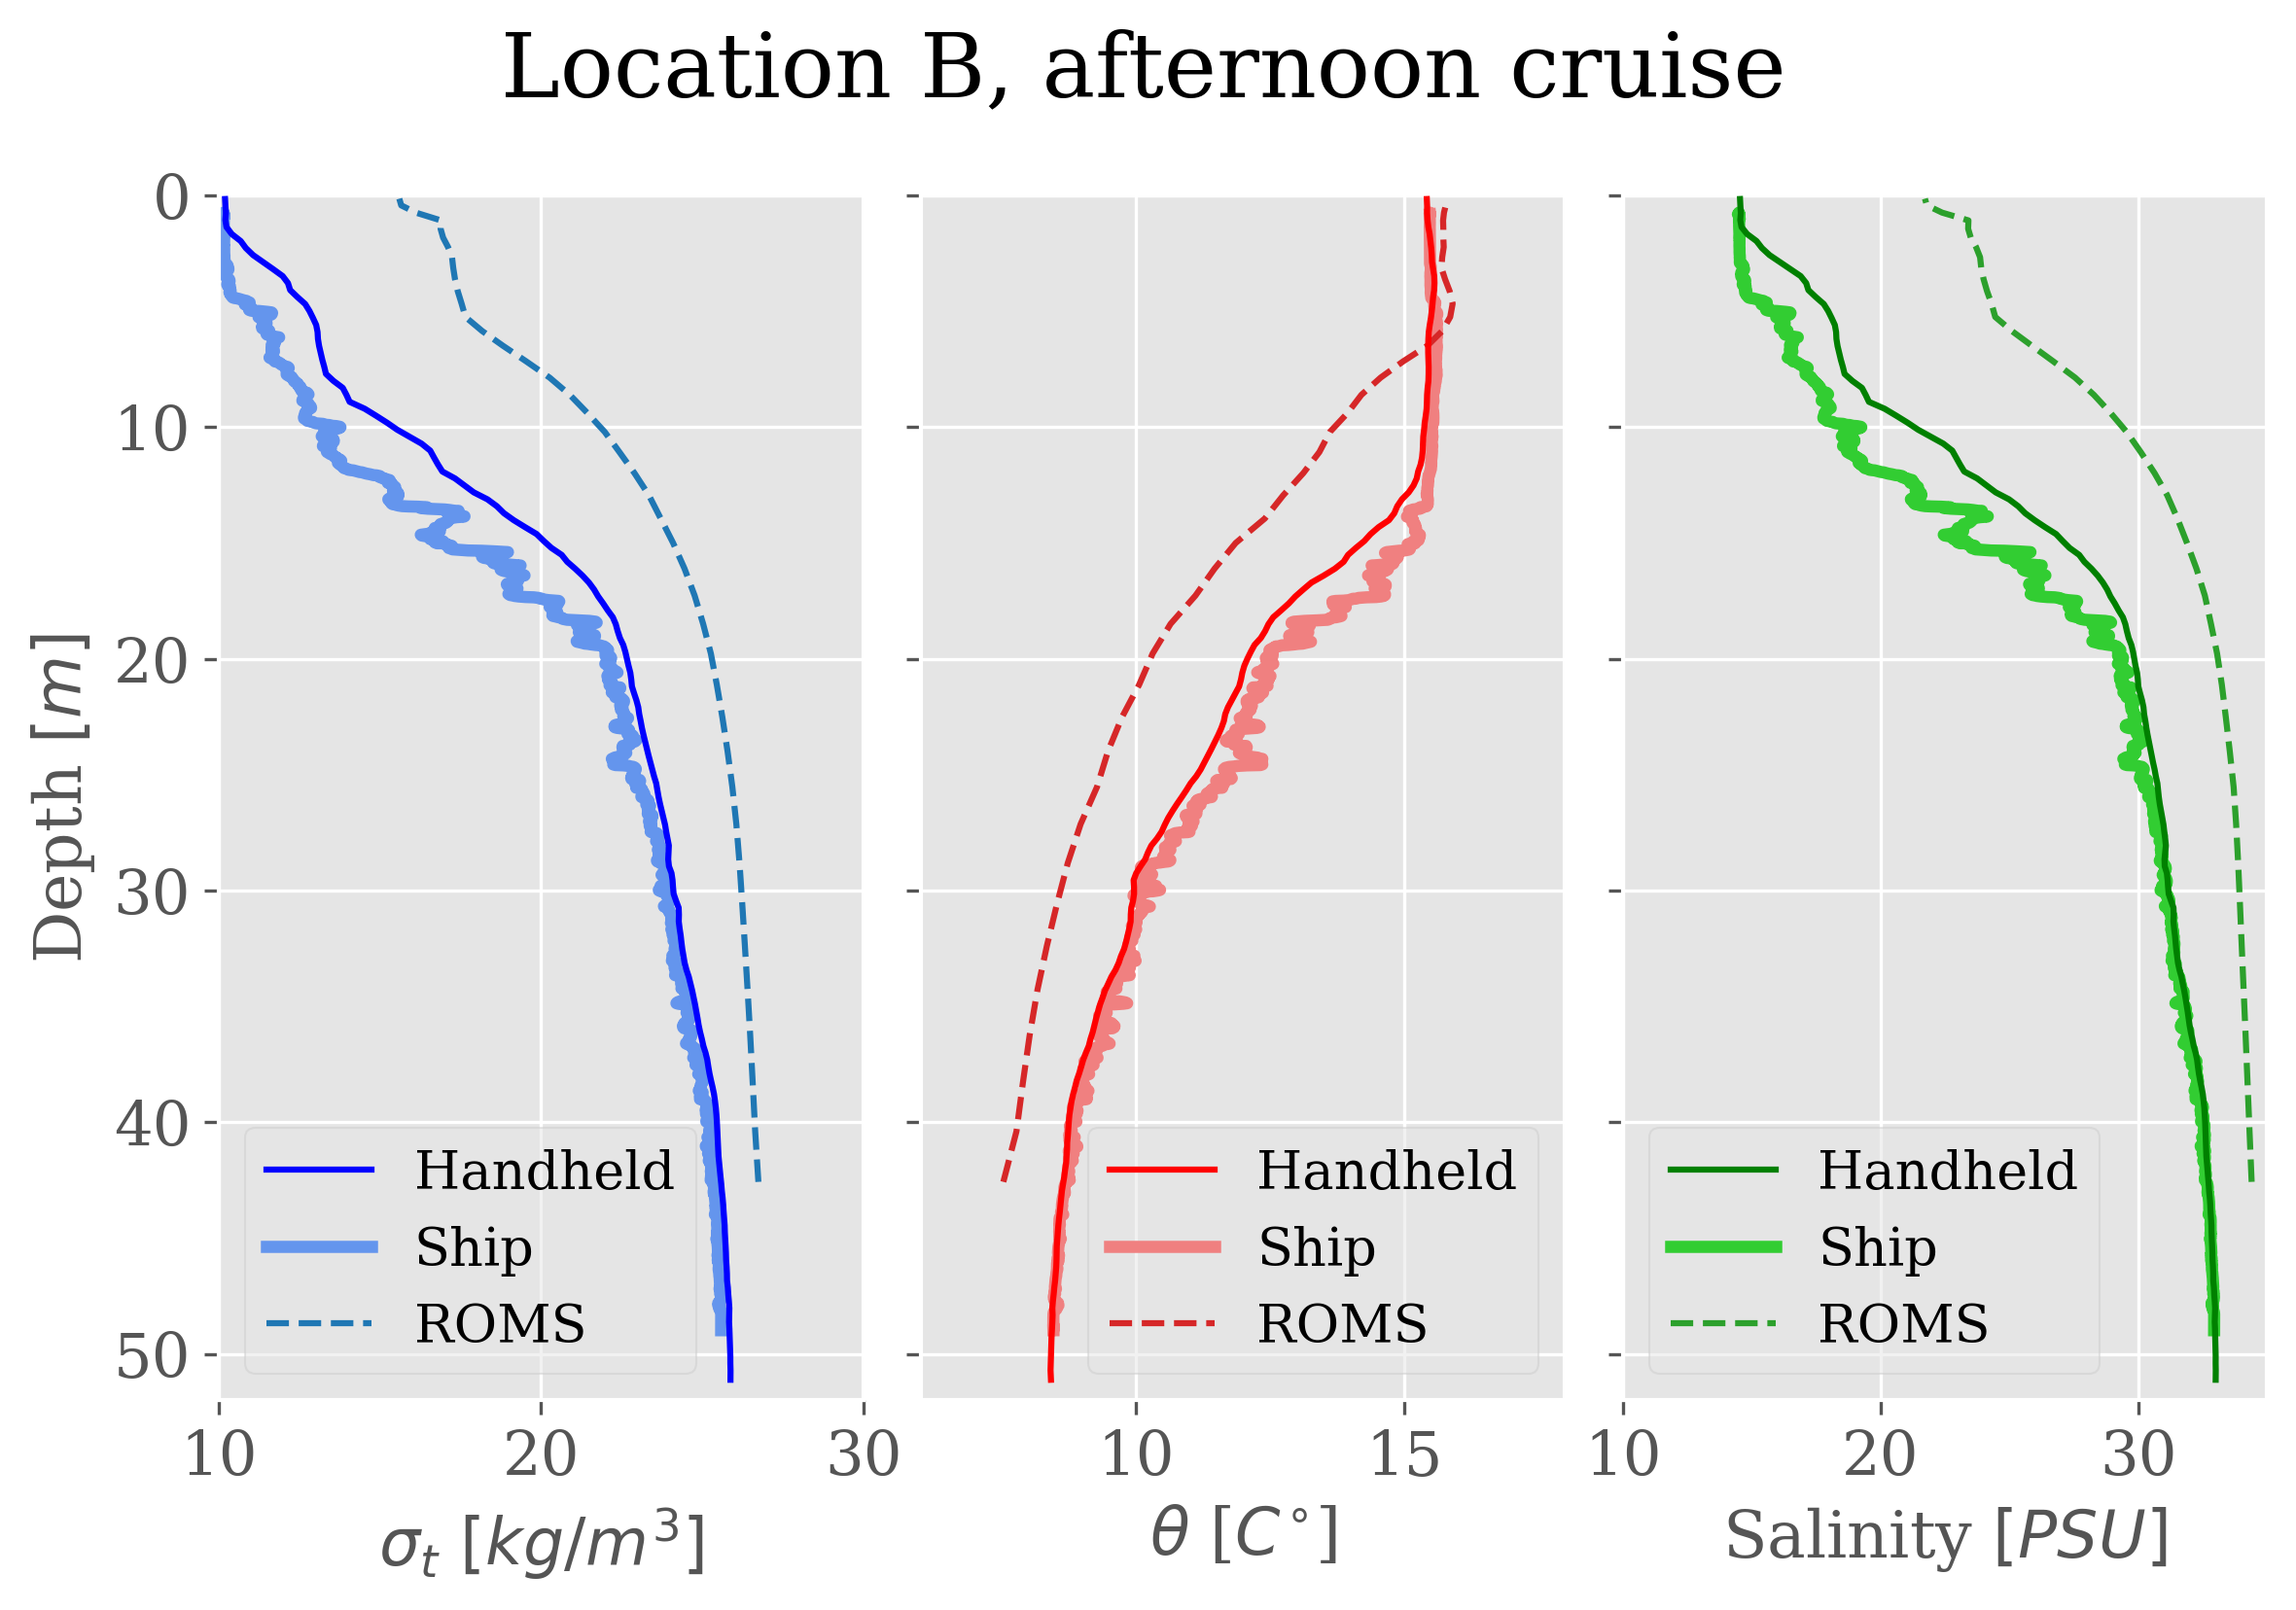 Location B, afternoon cruise
0
10
20
30
40
50
Depth [m]
Handheld
Ship
ROMS
10 20 30
σt [kg/m³]
Handheld
Ship
ROMS
10 15
θ [C°]
Handheld
Ship
ROMS
10 20 30
Salinity [PSU]